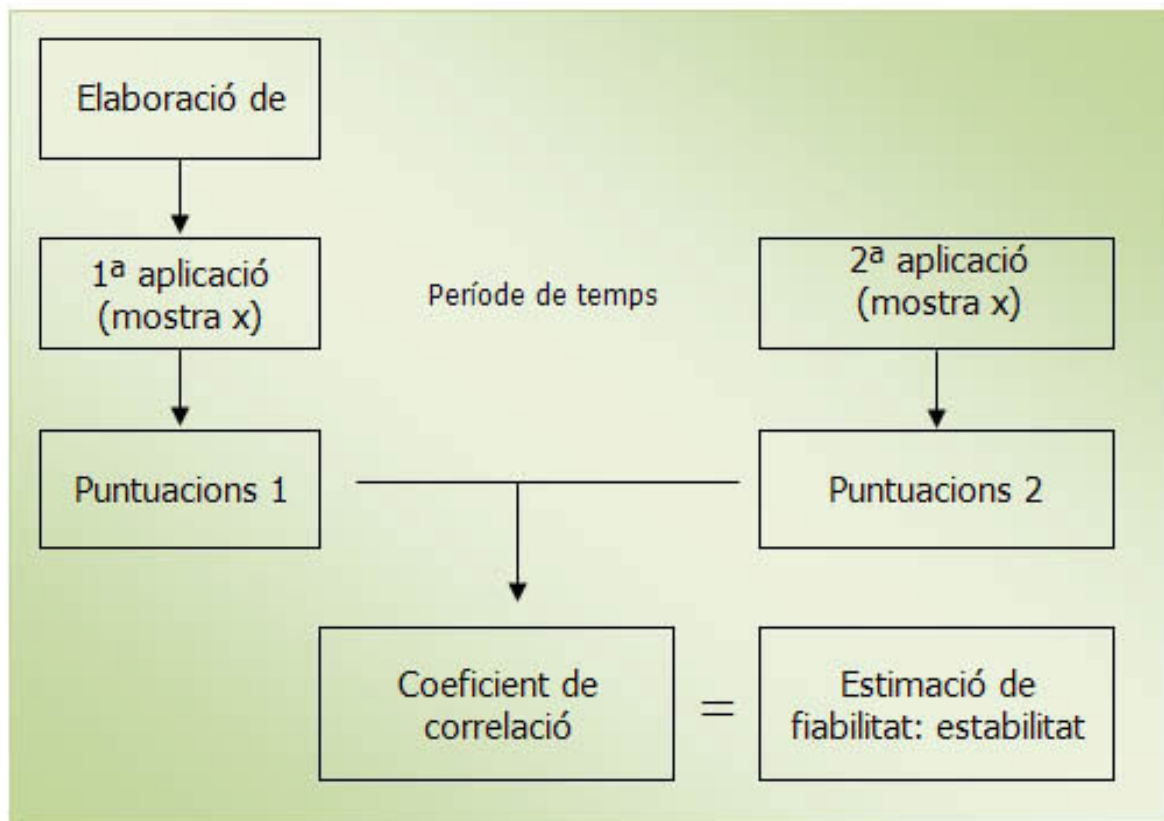 Elaboració de
1ª aplicació
(mostra x)
Període de temps
2ª aplicació
(mostra x)
Puntuacions 1
Puntuacions 2
Coeficient de
correlació
=
Estimació de
fiabilitat: estabilitat